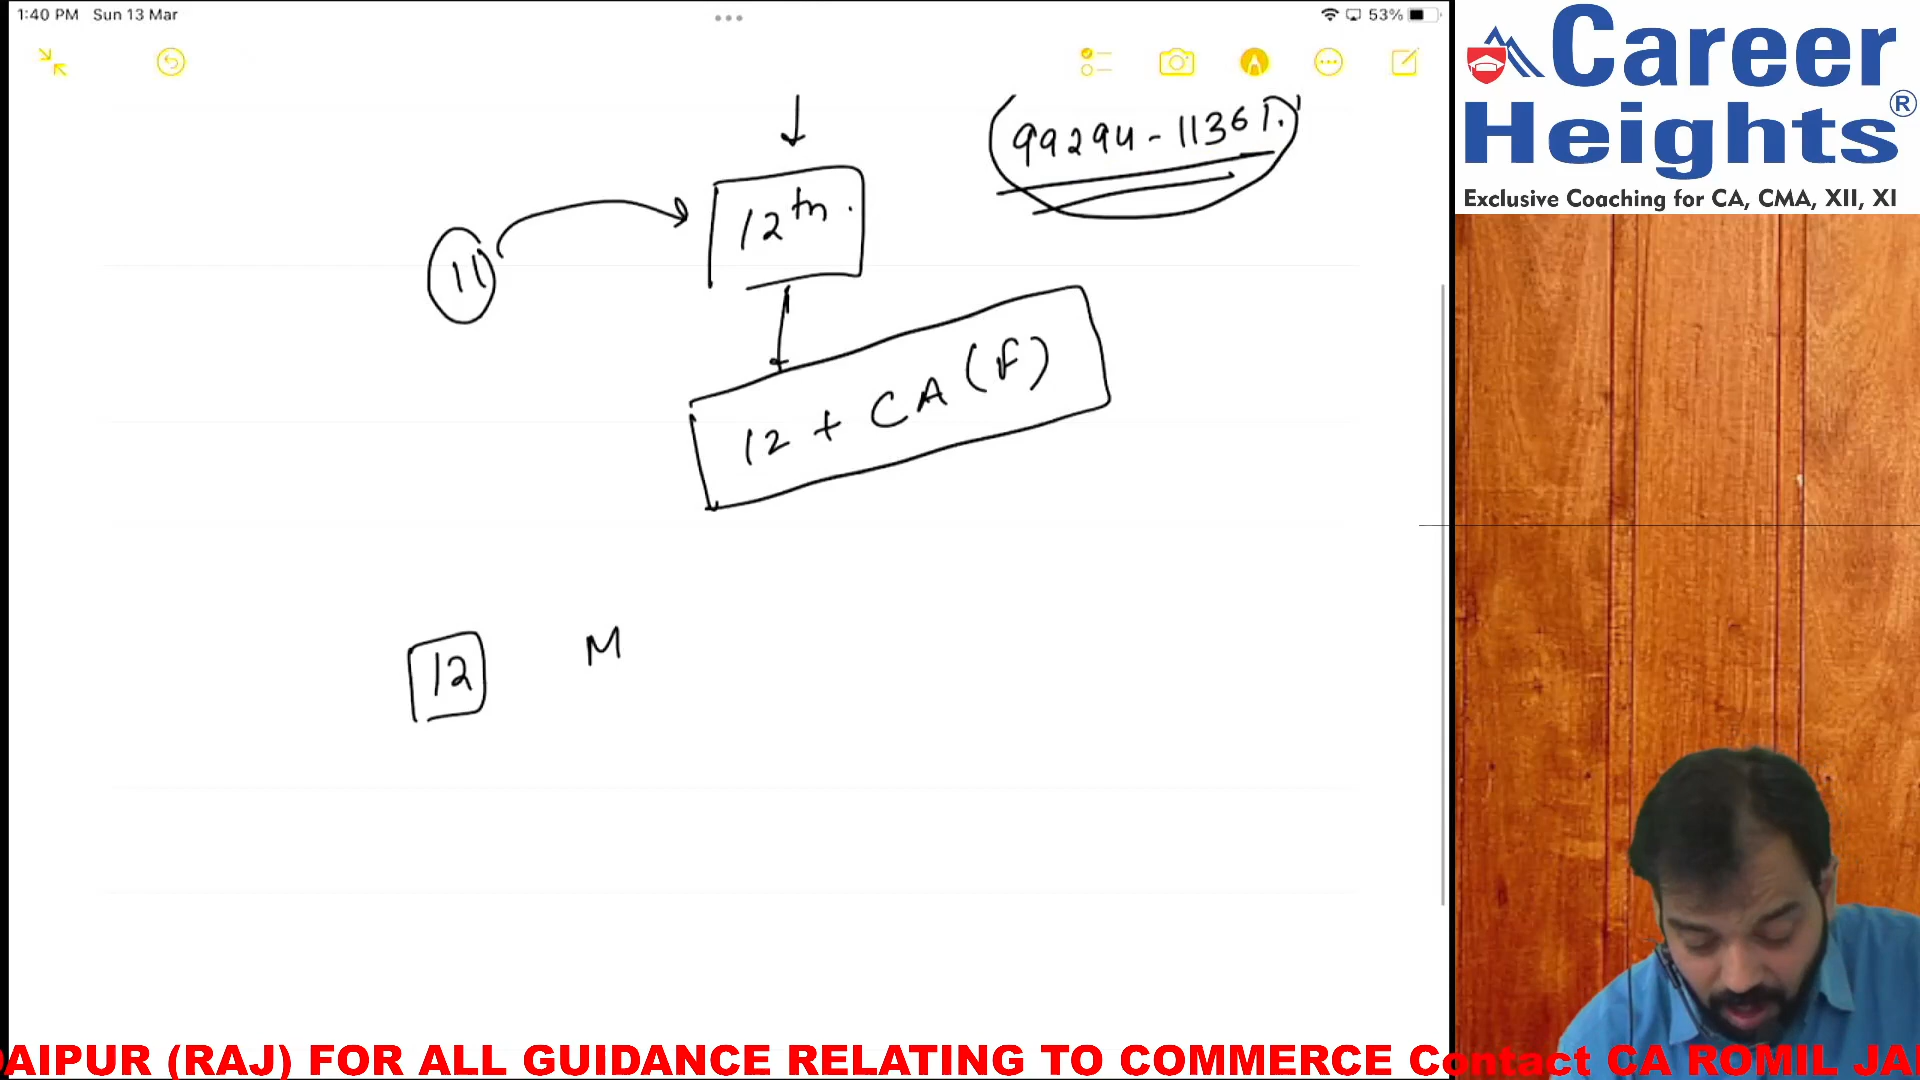 1:40 PM Sun 13 Mar
53%
Career
Heights®
Exclusive Coaching for CA, CMA, XII, XI
99294-11361.
12th.
11
12 + CA (F)
12 M
AIPUR (RAJ) FOR ALL GUIDANCE RELATING TO COMMERCE Contact CA ROMIL JA